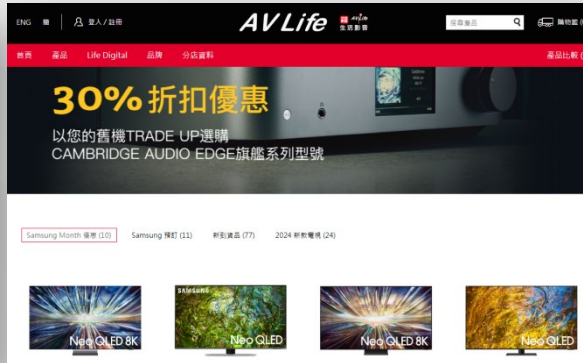 ENG 簡 登入 / 註冊
AV Life 生活影音
搜尋產品
購物籃
首頁 產品 Life Digital 品牌 分店資料
產品比較
30% 折扣優惠
以您的舊機TRADE UP選購
CAMBRIDGE AUDIO EDGE旗艦系列型號
Samsung Month 優惠 (10) Samsung 預訂 (11) 新到貨品 (77) 2024 新款電視 (24)
SAMSUNG
Neo QLED 8K Neo QLED Neo QLED 8K Neo QLED